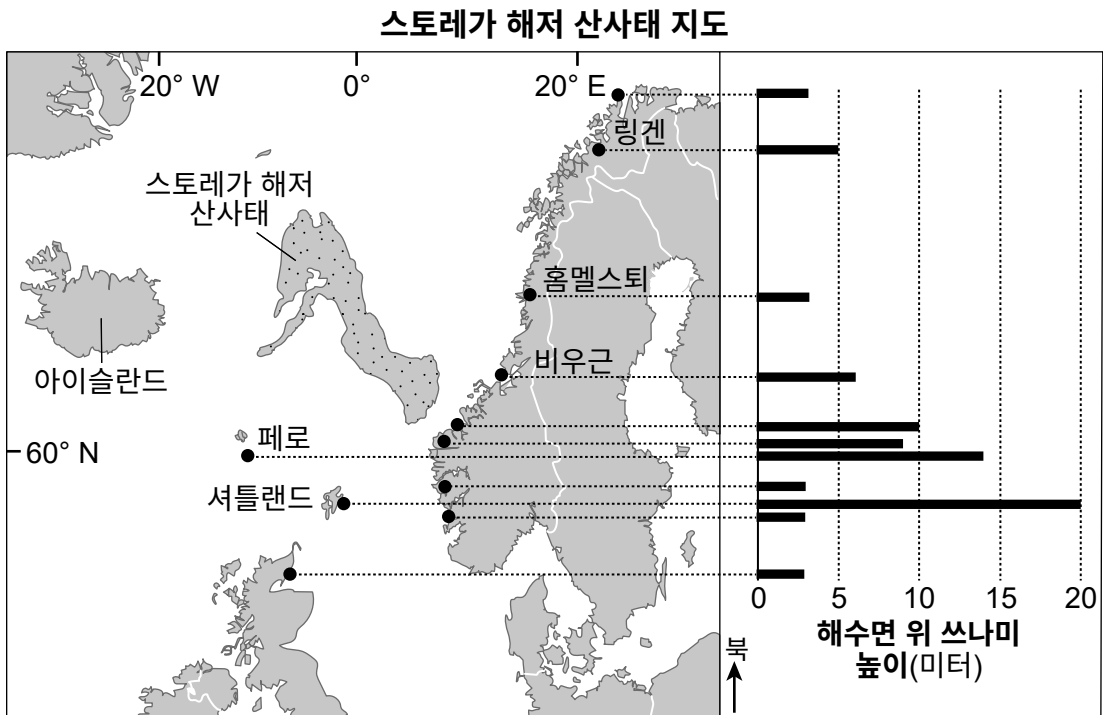 스토레가 해저 산사태 지도
20° W
0°
20° E
링겐
스토레가 해저
산사태
홈멜스퇴
아이슬란드
비우근
60° N
페로
셔틀랜드
0
5
10
15
20
해수면 위 쓰나미
높이(미터)
북